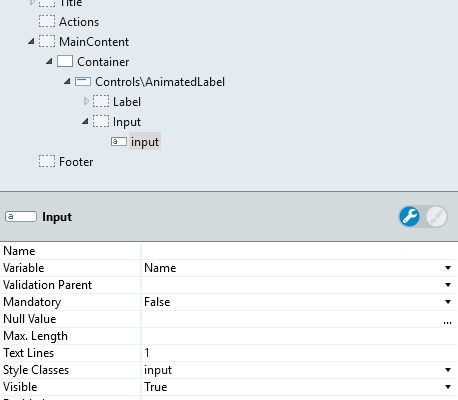 Title
Actions
MainContent
Container
Controls\AnimatedLabel
Label
Input
a input
Footer
a Input
Name
Variable Name
Validation Parent
Mandatory False
Null Value ...
Max. Length
Text Lines 1
Style Classes input
Visible True